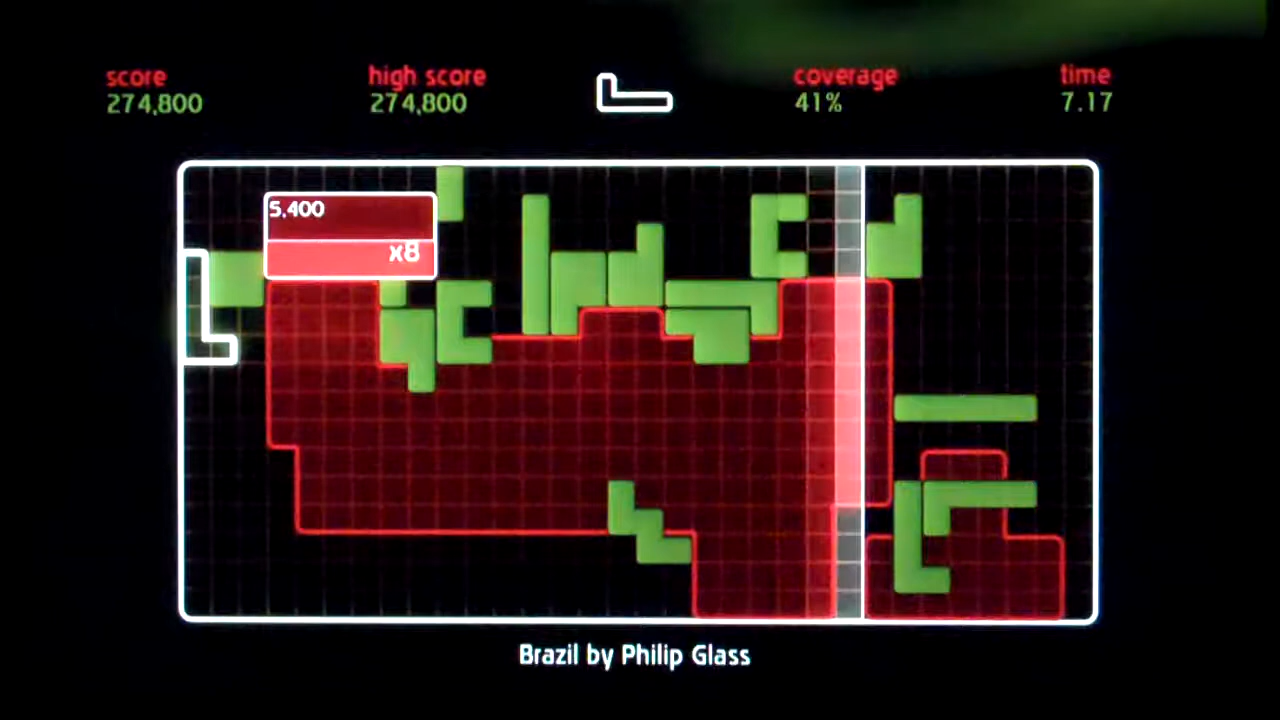 score
274,800
high score
274,800
coverage
41%
time
7.17
5,400
x8
Brazil by Philip Glass